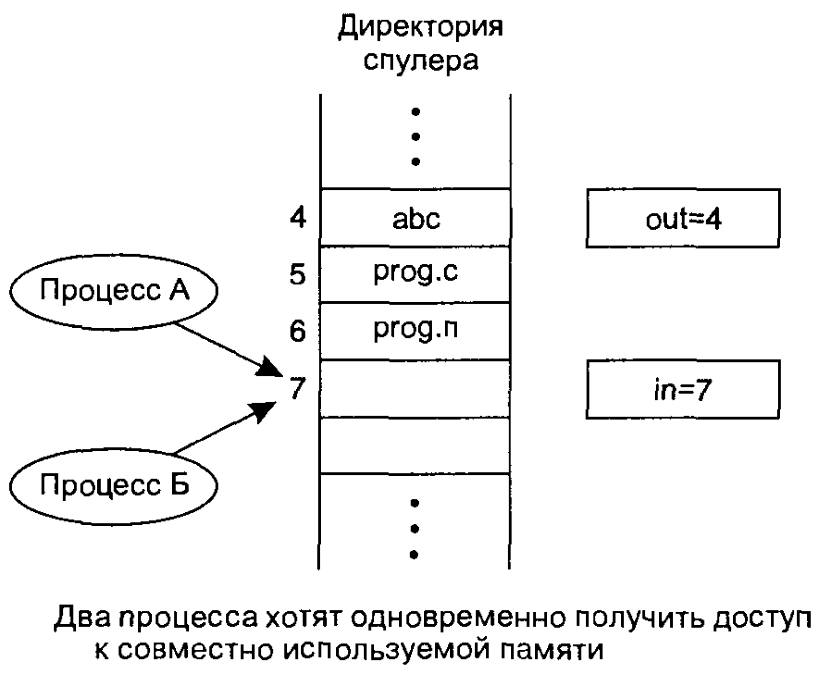 Директория
спулера
4 abc out=4
5 prog.c
Процесс А
6 prog.п
7 in=7
Процесс Б
Два процесса хотят одновременно получить доступ
к совместно используемой памяти